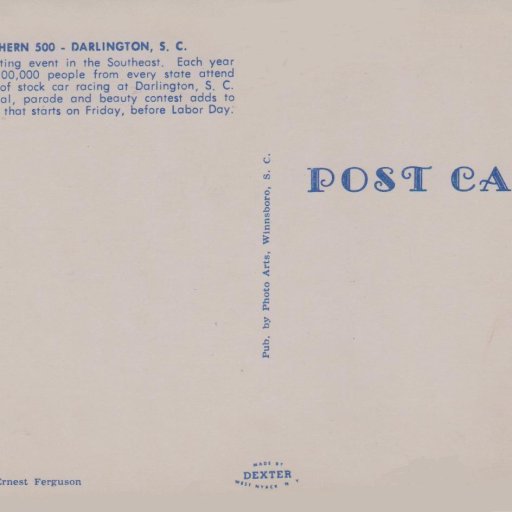 HERN 500 - DARLINGTON, S. C.
ting event in the Southeast. Each year
00,000 people from every state attend
of stock car racing at Darlington, S. C.
al, parade and beauty contest adds to
that starts on Friday, before Labor Day.
POST CA
Pub. by Photo Arts, Winnsboro, S. C.
Ernest Ferguson
MADE BY
DEXTER
WEST NYACK N Y